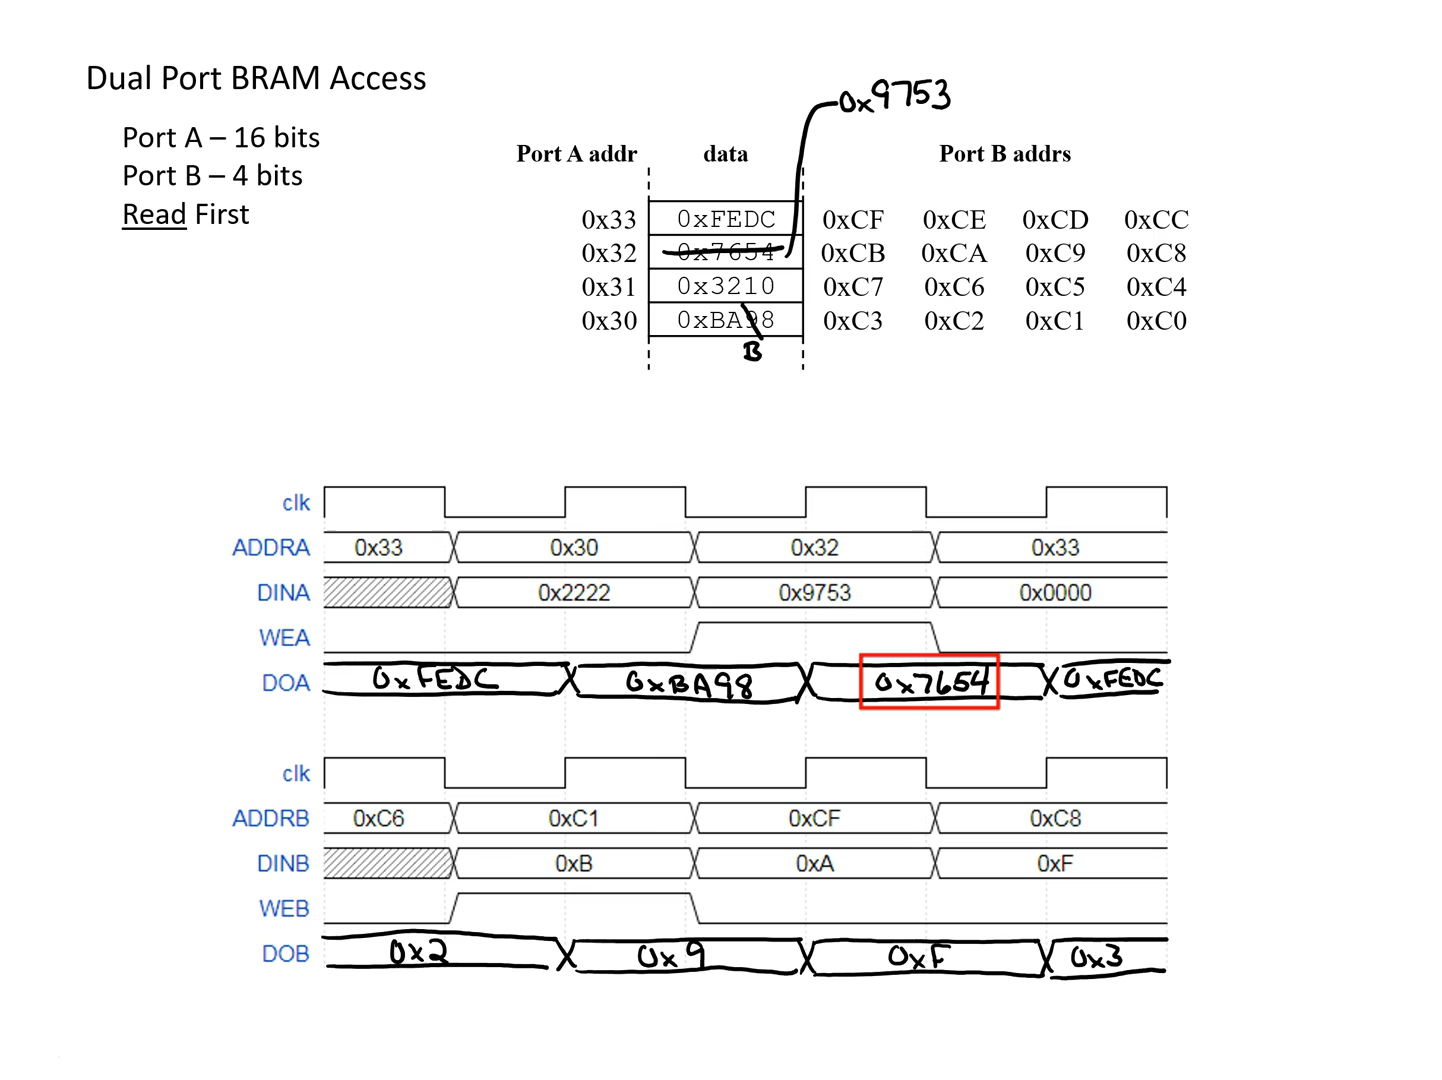 Dual Port BRAM Access
0x9753
Port A – 16 bits
Port B – 4 bits
Read First
Port A addr data Port B addrs
0x33 0xFEDC 0xCF 0xCE 0xCD 0xCC
0x32 0x7654 0xCB 0xCA 0xC9 0xC8
0x31 0x3210 0xC7 0xC6 0xC5 0xC4
0x30 0xBA98 0xC3 0xC2 0xC1 0xC0
B
clk
ADDRA 0x33 0x30 0x32 0x33
DINA 0x2222 0x9753 0x0000
WEA
DOA 0xFEDC 0xBA98 0x7654 0xFEDC
clk
ADDRB 0xC6 0xC1 0xCF 0xC8
DINB 0xB 0xA 0xF
WEB
DOB 0x2 0x9 0xF 0x3